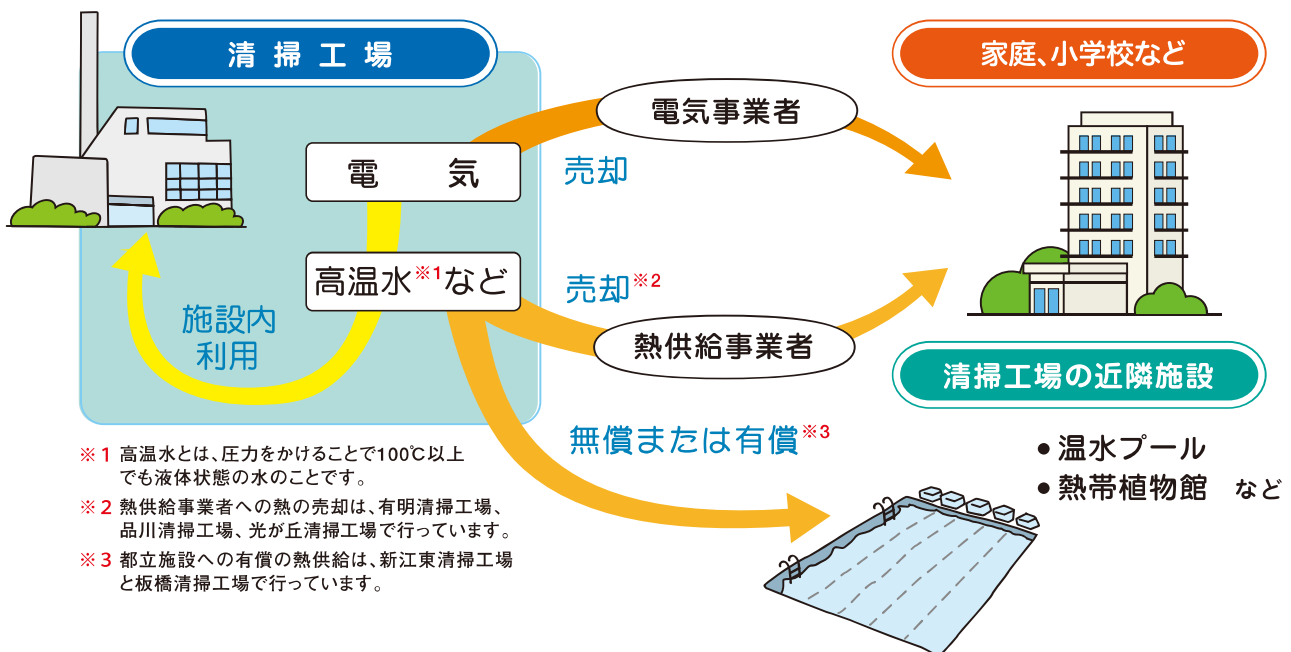 清掃工場
家庭、小学校など
電気事業者
電気
売却
高温水※1など
売却※2
施設内
利用
熱供給事業者
清掃工場の近隣施設
無償または有償※3
●温水プール
●熱帯植物館 など
※1 高温水とは、圧力をかけることで100℃以上
でも液体状態の水のことです。
※2 熱供給事業者への熱の売却は、有明清掃工場、
品川清掃工場、光が丘清掃工場で行っています。
※3 都立施設への有償の熱供給は、新江東清掃工場
と板橋清掃工場で行っています。